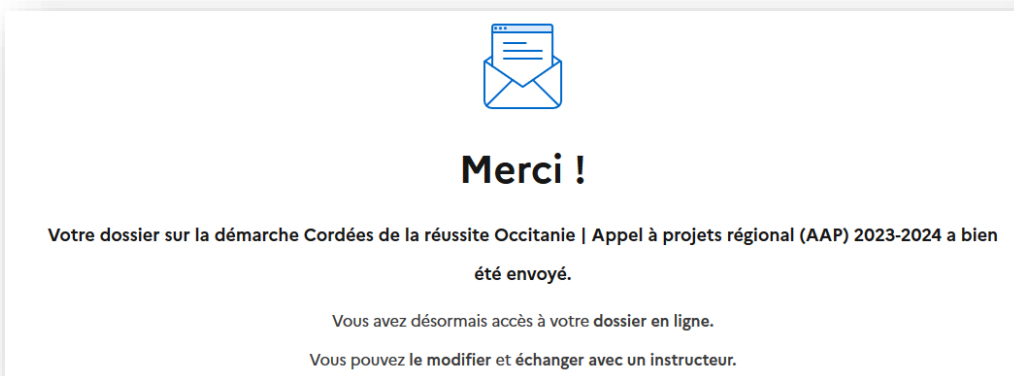 Merci !
Votre dossier sur la démarche Cordées de la réussite Occitanie | Appel à projets régional (AAP) 2023-2024 a bien
été envoyé.
Vous avez désormais accès à votre dossier en ligne.
Vous pouvez le modifier et échanger avec un instructeur.